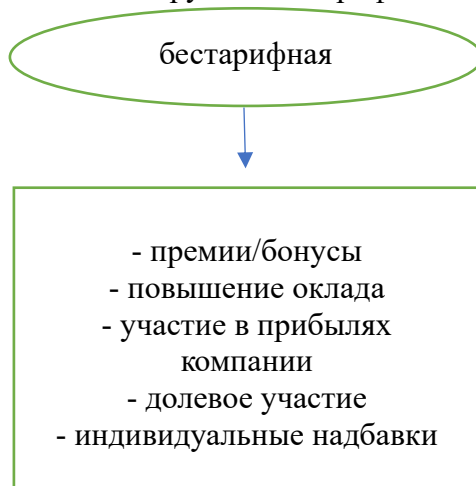 бестарифная
- премии/бонусы
- повышение оклада
- участие в прибылях
компании
- долевое участие
- индивидуальные надбавки